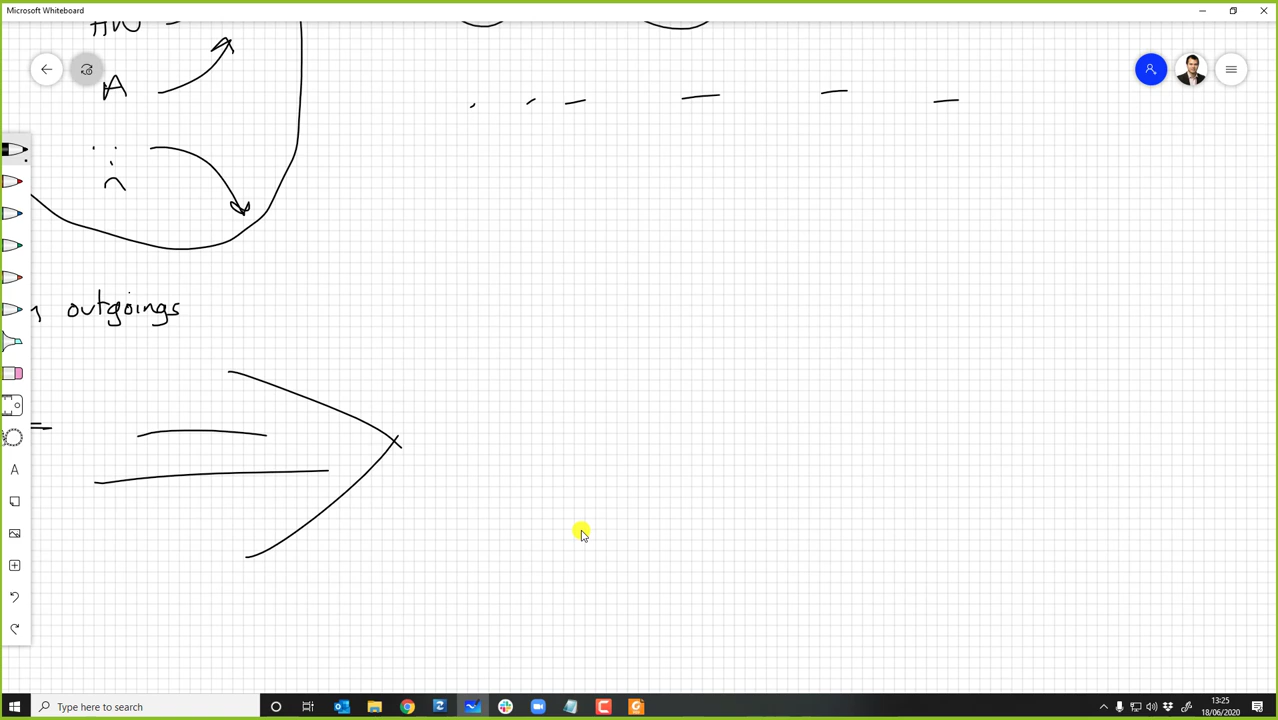 Microsoft Whiteboard
A
outgoings
=
A
Type here to search
13:25
18/06/2020